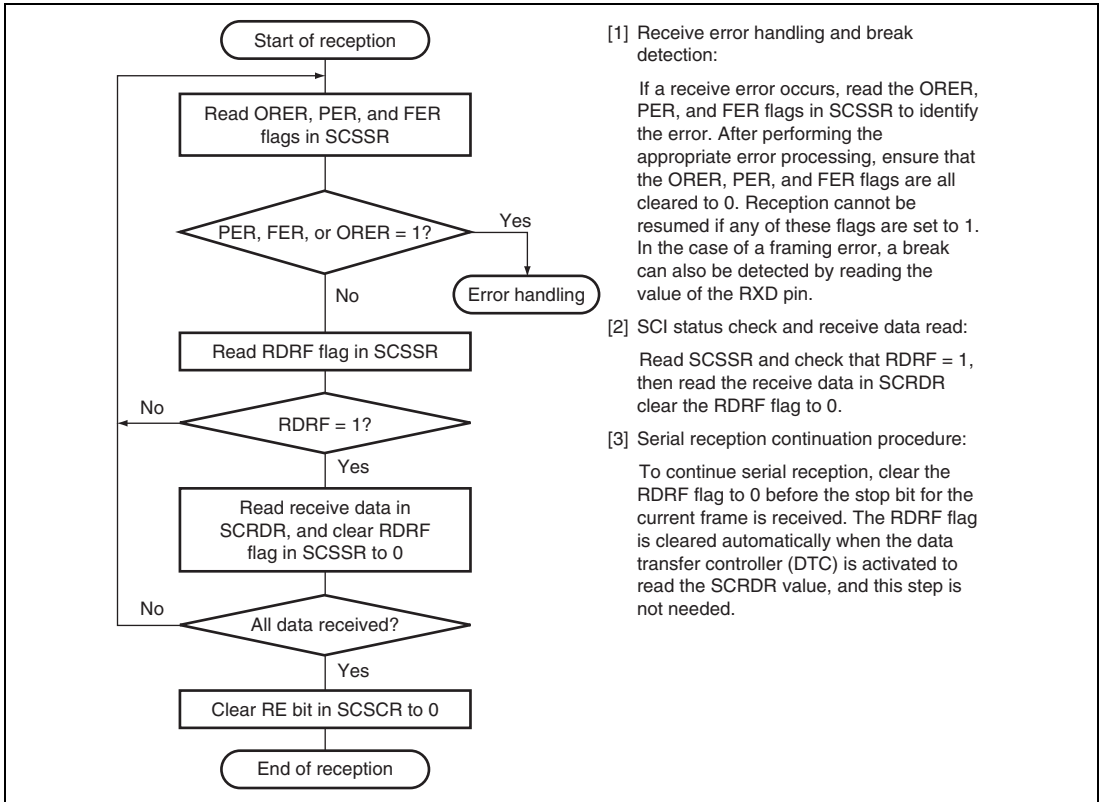 Start of reception
Read ORER, PER, and FER
flags in SCSSR
PER, FER, or ORER = 1?
Yes
Error handling
No
Read RDRF flag in SCSSR
No
RDRF = 1?
Yes
Read receive data in
SCRDR, and clear RDRF
flag in SCSSR to 0
No
All data received?
Yes
Clear RE bit in SCSCR to 0
End of reception
[1] Receive error handling and break
detection:
If a receive error occurs, read the ORER,
PER, and FER flags in SCSSR to identify
the error. After performing the
appropriate error processing, ensure that
the ORER, PER, and FER flags are all
cleared to 0. Reception cannot be
resumed if any of these flags are set to 1.
In the case of a framing error, a break
can also be detected by reading the
value of the RXD pin.
[2] SCI status check and receive data read:
Read SCSSR and check that RDRF = 1,
then read the receive data in SCRDR
clear the RDRF flag to 0.
[3] Serial reception continuation procedure:
To continue serial reception, clear the
RDRF flag to 0 before the stop bit for the
current frame is received. The RDRF flag
is cleared automatically when the data
transfer controller (DTC) is activated to
read the SCRDR value, and this step is
not needed.